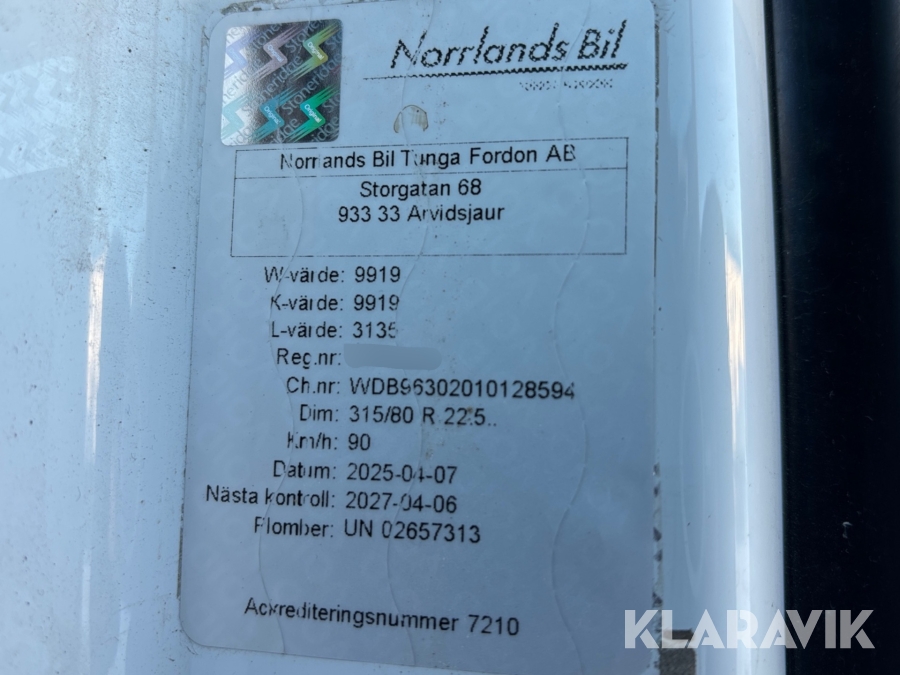 Norrlands Bil
Norrlands Bil Tunga Fordon AB
Storgatan 68
933 33 Arvidsjaur
W-värde: 9919
K-värde: 9919
L-värde: 3135
Reg.nr:
Ch.nr: WDB96302010128594
Dim: 315/80 R 22.5..
Km/h: 90
Datum: 2025-04-07
Nästa kontroll: 2027-04-06
Plomber: UN 02657313
Ackrediteringsnummer 7210
Stoneridge
Original
KLARAVIK